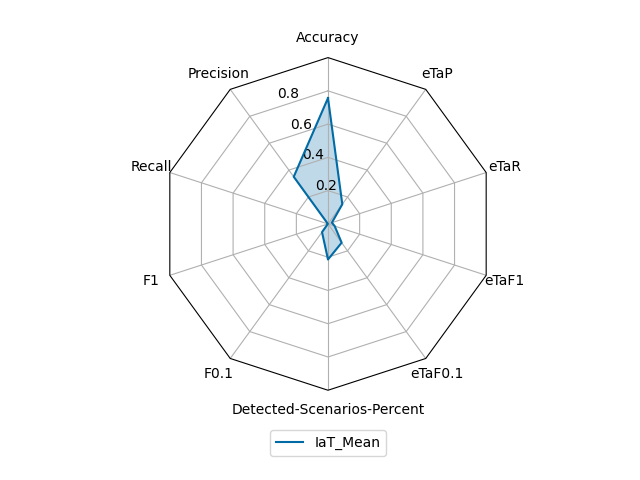 Accuracy
Precision
eTaP
0.8
0.6
0.4
0.2
Recall
eTaR
F1
eTaF1
F0.1
eTaF0.1
Detected-Scenarios-Percent
IaT_Mean